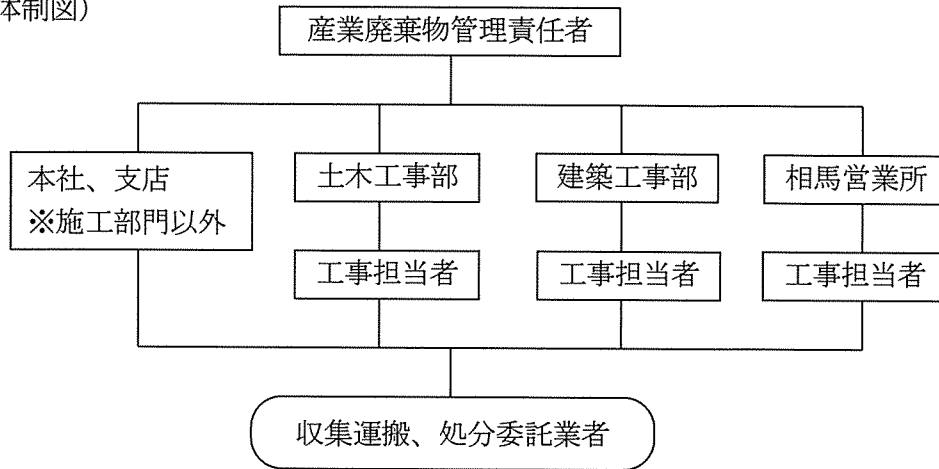 体制図）
産業廃棄物管理責任者
本社、支店
※施工部門以外
土木工事部
建築工事部
相馬営業所
工事担当者
工事担当者
工事担当者
収集運搬、処分委託業者